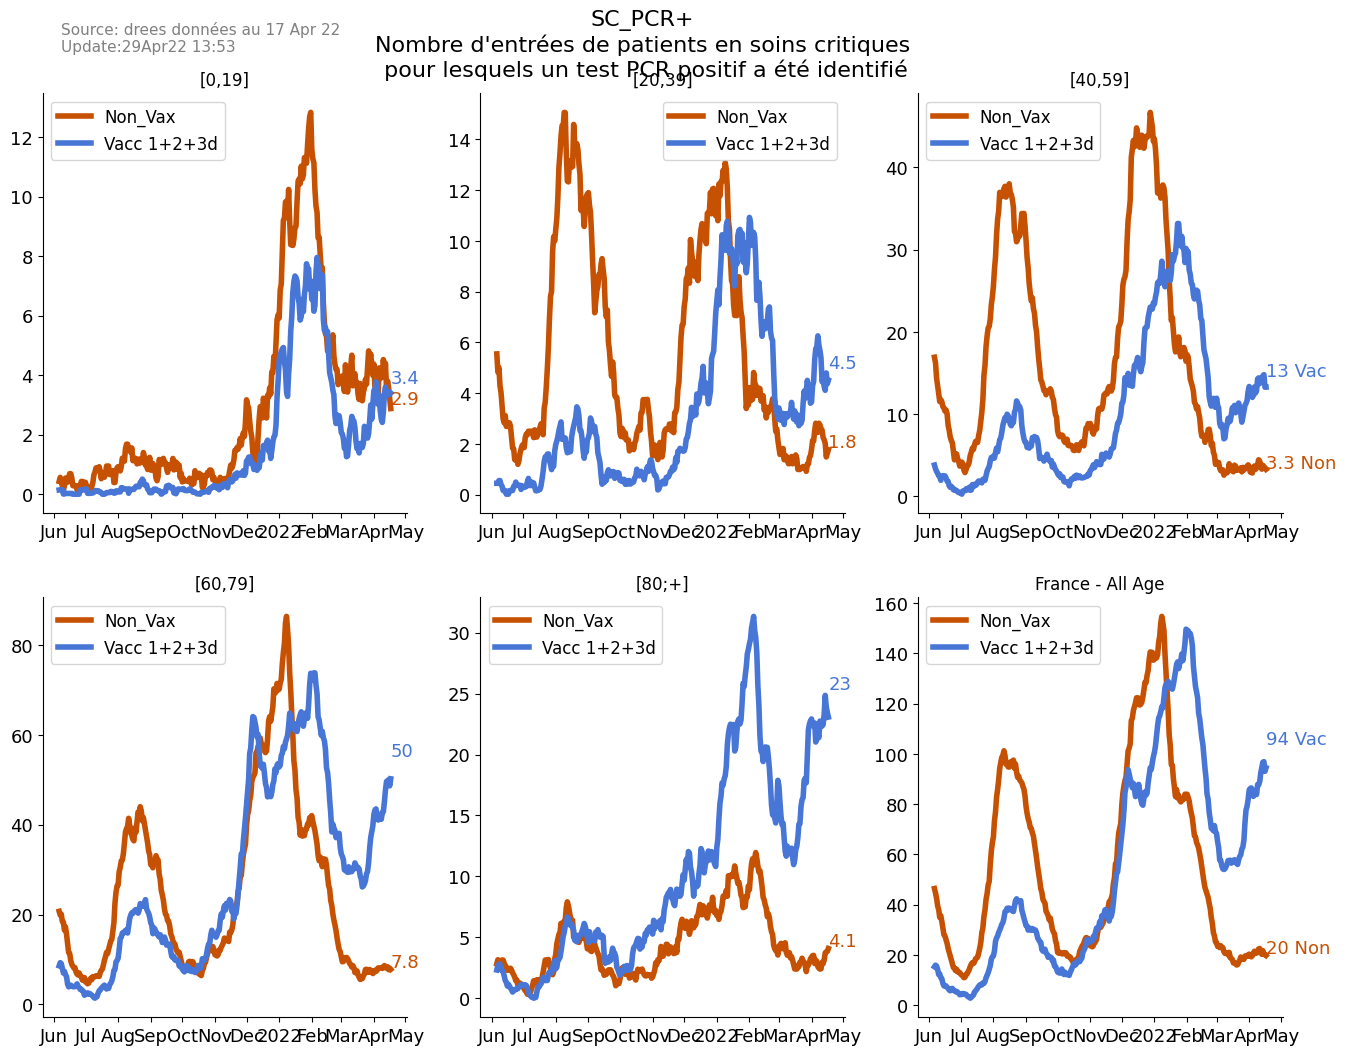 Source: drees données au 17 Apr 22
Update:29Apr22 13:53
SC_PCR+
Nombre d'entrées de patients en soins critiques
pour lesquels un test PCR positif a été identifié
[0,19]
Non_Vax
Vacc 1+2+3d
12
10
8
6
4
2
0
3.4
2.9
Jun Jul Aug Sep Oct Nov Dec 2022 Feb Mar Apr May
[20,39]
Non_Vax
Vacc 1+2+3d
14
12
10
8
6
4
2
0
4.5
1.8
Jun Jul Aug Sep Oct Nov Dec 2022 Feb Mar Apr May
[40,59]
Non_Vax
Vacc 1+2+3d
40
30
20
10
0
13 Vac
3.3 Non
Jun Jul Aug Sep Oct Nov Dec 2022 Feb Mar Apr May
[60,79]
Non_Vax
Vacc 1+2+3d
80
60
40
20
0
50
7.8
Jun Jul Aug Sep Oct Nov Dec 2022 Feb Mar Apr May
[80;+]
Non_Vax
Vacc 1+2+3d
30
25
20
15
10
5
0
23
4.1
Jun Jul Aug Sep Oct Nov Dec 2022 Feb Mar Apr May
France - All Age
Non_Vax
Vacc 1+2+3d
160
140
120
100
80
60
40
20
0
94 Vac
20 Non
Jun Jul Aug Sep Oct Nov Dec 2022 Feb Mar Apr May